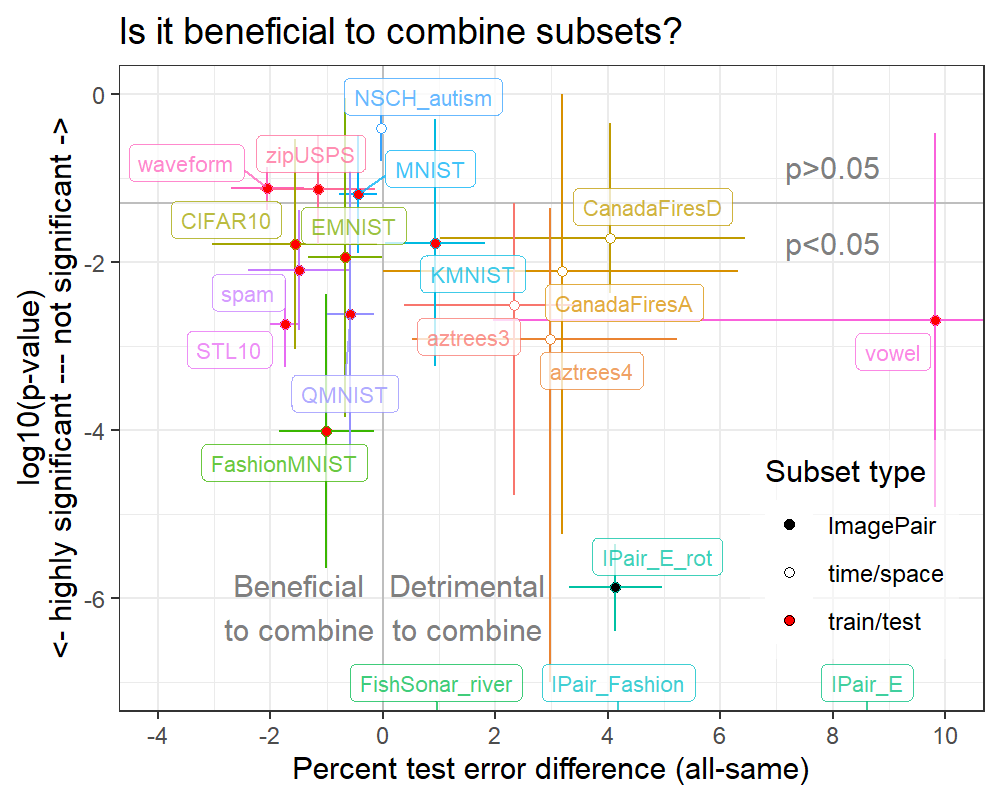 Is it beneficial to combine subsets?
log10(p-value)
<- highly significant --- not significant ->
0
-2
-4
-6
NSCH_autism
waveform
zipUSPS
MNIST
p>0.05
CIFAR10
EMNIST
CanadaFiresD
p<0.05
KMNIST
spam
CanadaFiresA
aztrees3
STL10
vowel
aztrees4
QMNIST
FashionMNIST
Subset type
ImagePair
time/space
train/test
IPair_E_rot
Beneficial
to combine
Detrimental
to combine
FishSonar_river
IPair_Fashion
IPair_E
-4
-2
0
2
4
6
8
10
Percent test error difference (all-same)